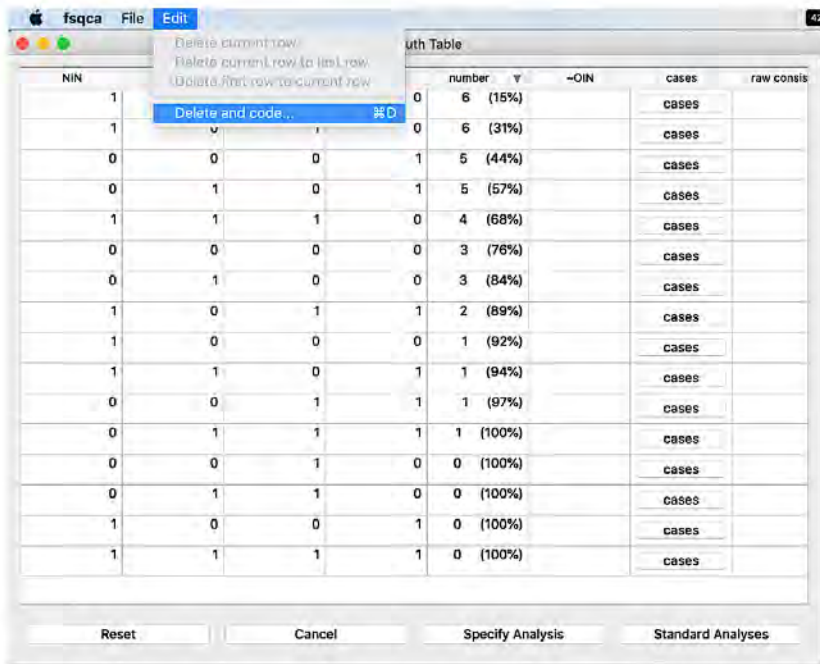 fsqca File Edit 42
Delete current row
uth Table
Delete current row to last row
Delete first row to current row
NIN number ▼ ~OIN cases raw consis
Delete and code... ⌘D
1 0 6 (15%) cases
1 0 1 0 6 (31%) cases
0 0 0 1 5 (44%) cases
0 1 0 1 5 (57%) cases
1 1 1 0 4 (68%) cases
0 0 0 0 3 (76%) cases
0 1 0 0 3 (84%) cases
1 0 1 1 2 (89%) cases
1 0 0 0 1 (92%) cases
1 1 0 1 1 (94%) cases
0 0 1 1 1 (97%) cases
0 1 1 1 1 (100%) cases
0 0 1 0 0 (100%) cases
0 1 1 0 0 (100%) cases
1 0 0 1 0 (100%) cases
1 1 1 1 0 (100%) cases
Reset Cancel Specify Analysis Standard Analyses